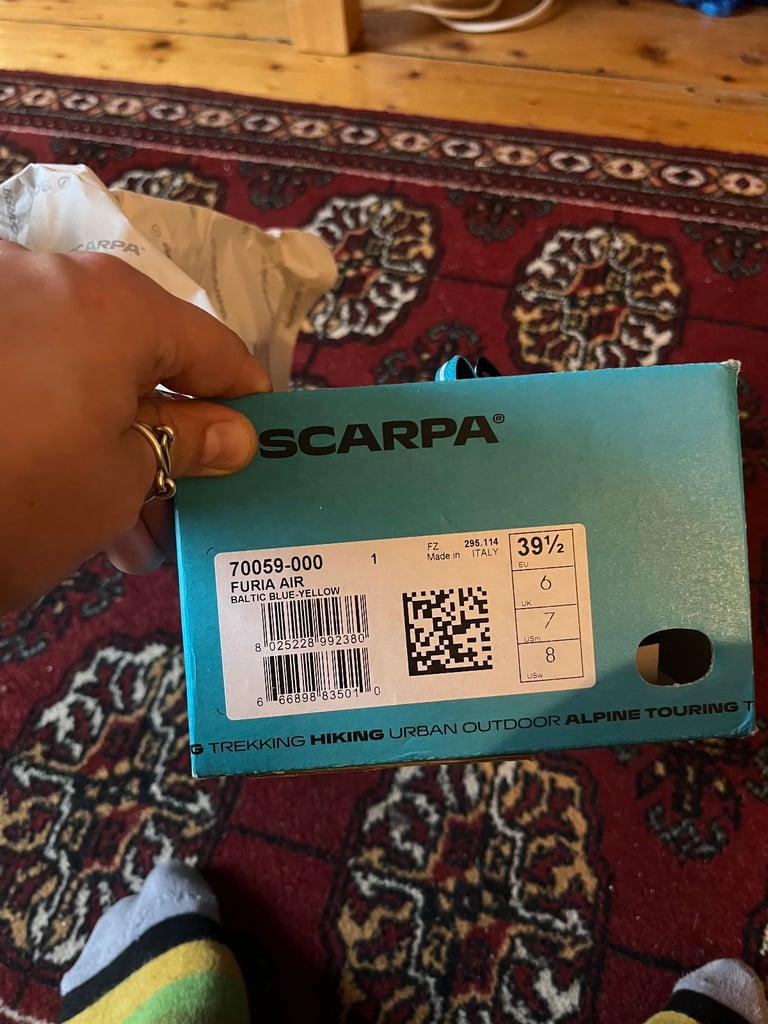 SCARPA®
SCARPA®
70059-000 1
FURIA AIR
BALTIC BLUE-YELLOW
FZ 295.114
Made in ITALY
8 025228 992380
6 66898 83501 0
39½
EU
6
UK
7
USm
8
USw
G TREKKING HIKING URBAN OUTDOOR ALPINE TOURING T